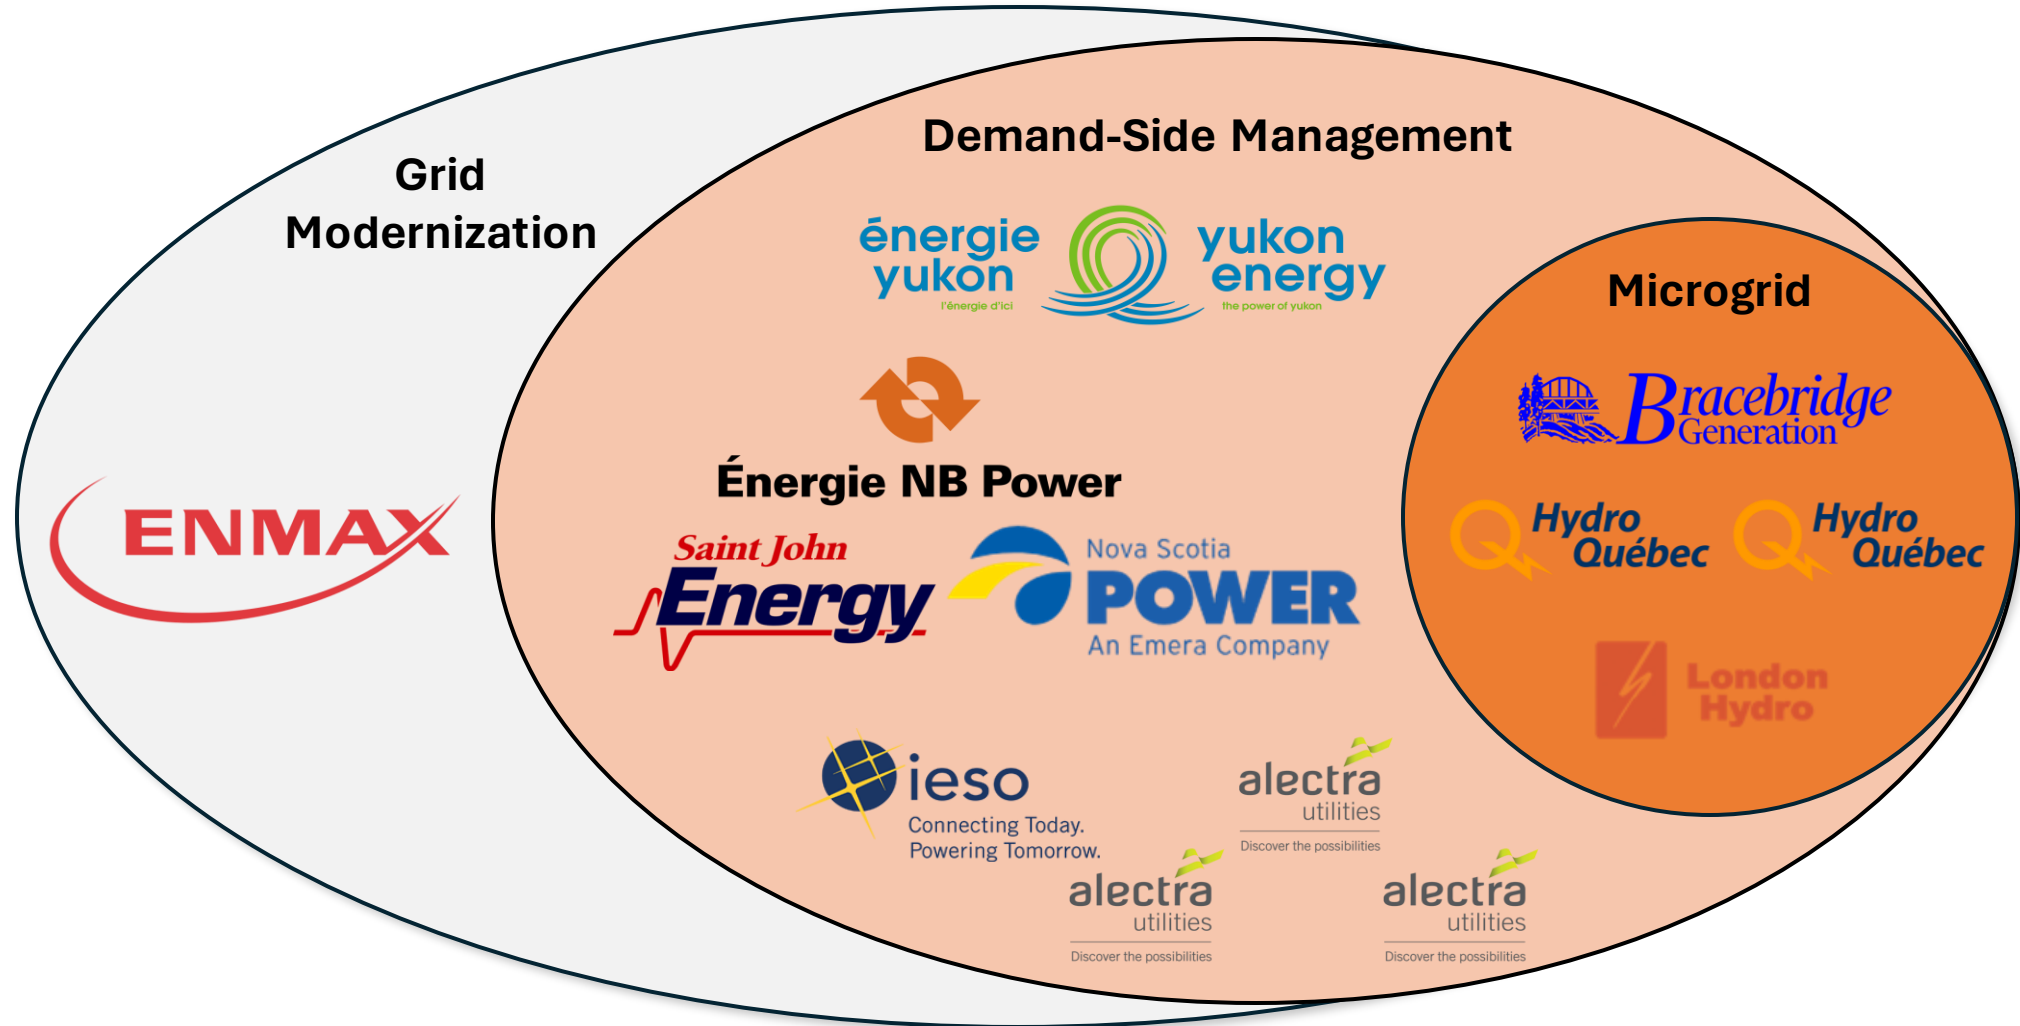 Grid
Modernization
Demand-Side Management
énergie
yukon
l'énergie d'ici
yukon
energy
the power of yukon
Microgrid
Bracebridge
Generation
Énergie NB Power
ENMAX
Saint John
Energy
Nova Scotia
POWER
An Emera Company
Hydro
Québec
Hydro
Québec
London
Hydro
ieso
Connecting Today.
Powering Tomorrow.
alectra
utilities
Discover the possibilities
alectra
utilities
Discover the possibilities
alectra
utilities
Discover the possibilities